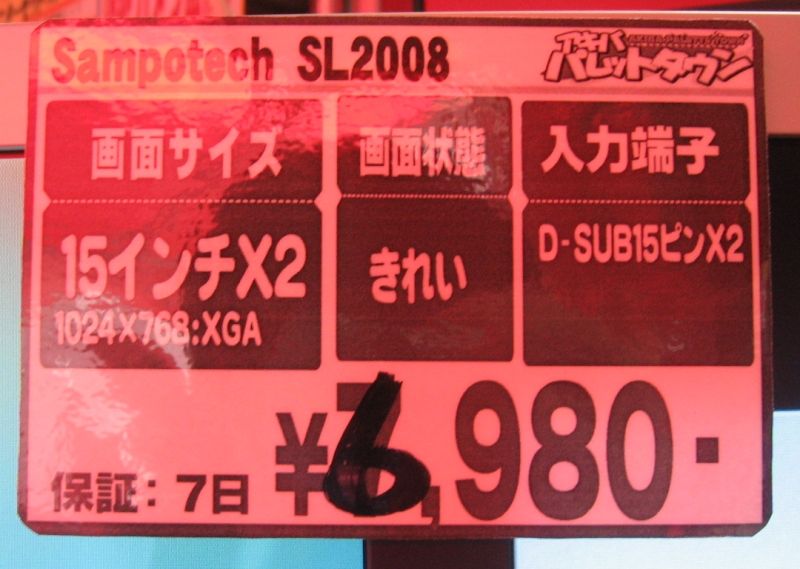 Sampotech SL2008
アキバ
パレットタウン
画面サイズ
画面状態
入力端子
15インチX2
1024×768:XGA
きれい
D-SUB15ピンX2
保証：7日
¥6,980.